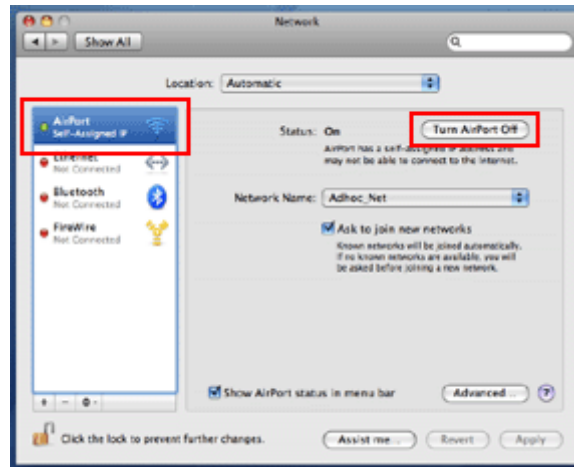 Network
Show All
Location: Automatic
AirPort
Self-Assigned IP
Ethernet
Not Connected
Bluetooth
Not Connected
FireWire
Not Connected
Status: On
Turn AirPort Off
AirPort has a self-assigned IP address and
may not be able to connect to the Internet.
Network Name: Adhoc_Net
Ask to join new networks
Known networks will be joined automatically.
If no known networks are available, you will
be asked before joining a new network.
Show AirPort status in menu bar
Advanced...
?
+ -
Click the lock to prevent further changes.
Assist me...
Revert
Apply